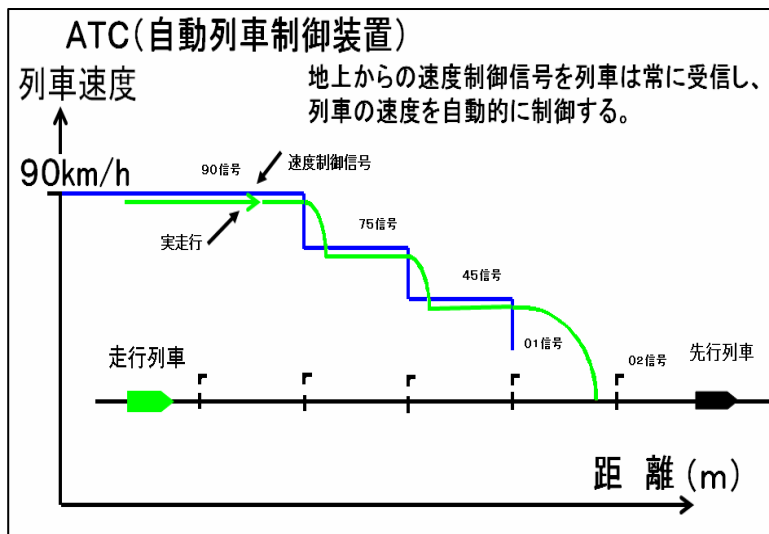 ATC(自動列車制御装置)
列車速度
地上からの速度制御信号を列車は常に受信し、
列車の速度を自動的に制御する。
90km/h
90信号
速度制御信号
実走行
75信号
45信号
01信号
02信号
走行列車
先行列車
距 離(m)